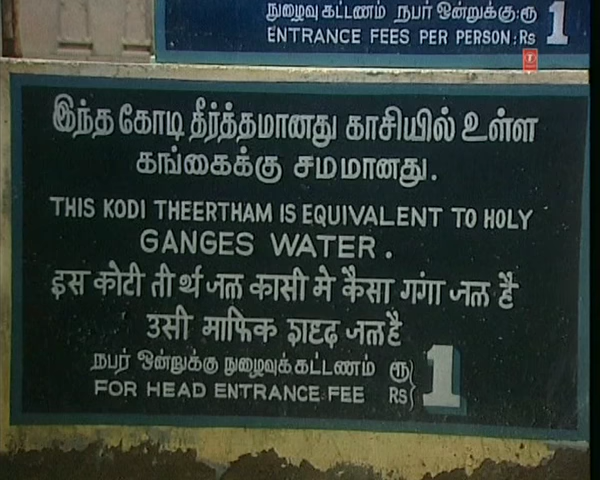 நுழைவு கட்டணம் நபர் ஒன்றுக்கு:ரூ 1
ENTRANCE FEES PER PERSON: Rs
இந்த கோடி தீர்த்தமானது காசியில் உள்ள
கங்கைக்கு சமமானது.
THIS KODI THEERTHAM IS EQUIVALENT TO HOLY
GANGES WATER.
इस कोटी तीर्थ जल कासी मे कैसा गंगा जल है
उसी माफिक शुद्द जल है
நபர் ஒன்றுக்கு நுழைவுக்கட்டணம் ரூ 1
FOR HEAD ENTRANCE FEE RS